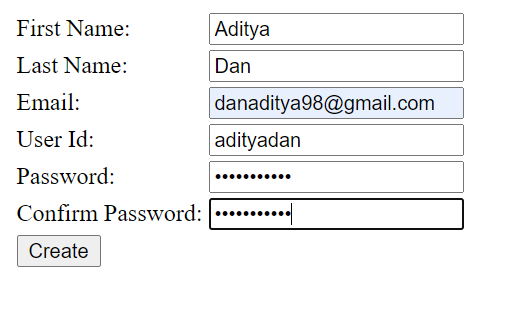 First Name: Aditya
Last Name: Dan
Email: danaditya98@gmail.com
User Id: adityadan
Password: •••••••••••
Confirm Password: •••••••••••
Create